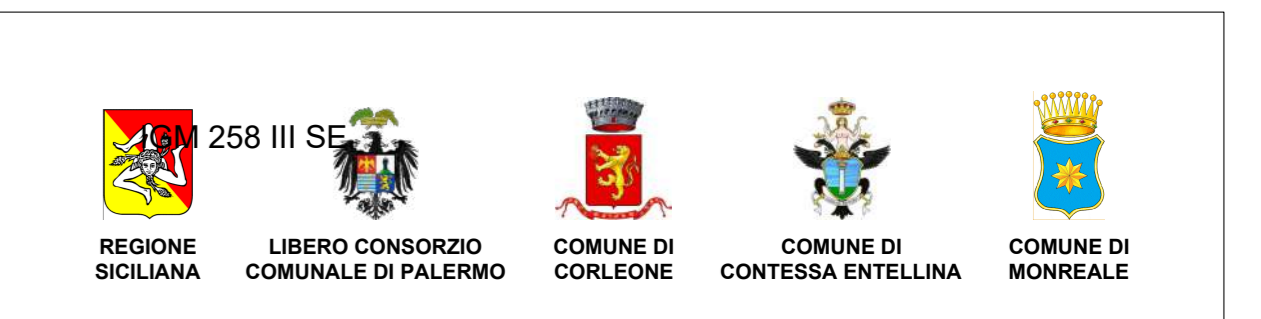 IGM 258 III SE
REGIONE
SICILIANA
LIBERO CONSORZIO
COMUNALE DI PALERMO
COMUNE DI
CORLEONE
COMUNE DI
CONTESSA ENTELLINA
COMUNE DI
MONREALE